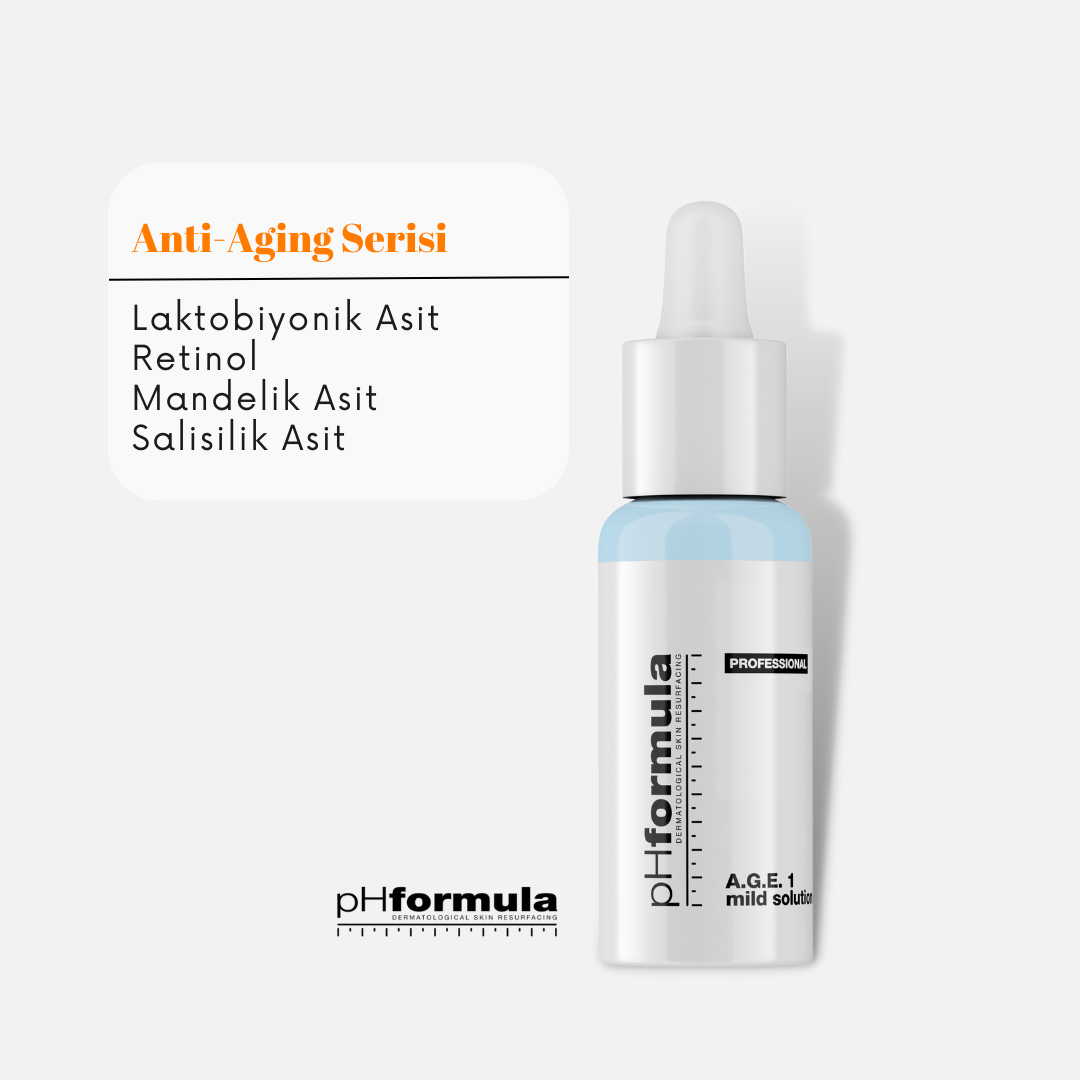 Anti-Aging Serisi
Laktobiyonik Asit
Retinol
Mandelik Asit
Salisilik Asit
pHformula
DERMATOLOGICAL SKIN RESURFACING
PROFESSIONAL
A.G.E. 1
mild solution
pHformula
DERMATOLOGICAL SKIN RESURFACING